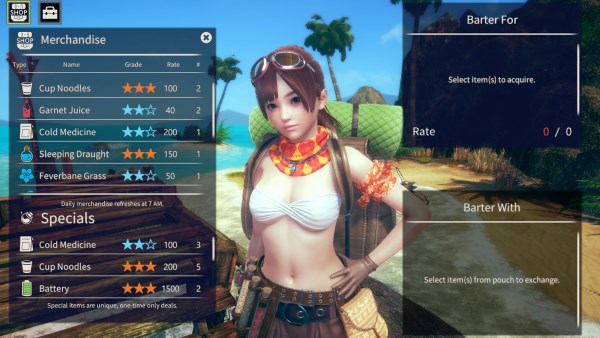 SHOP
SHOP Merchandise
Type Name Grade Rate #
Cup Noodles 100 2
Garnet Juice 40 2
Cold Medicine 200 1
Sleeping Draught 150 1
Feverbane Grass 50 1
Daily merchandise refreshes at 7 AM.
Specials
Cold Medicine 100 3
Cup Noodles 200 5
Battery 1500 2
Special items are unique, one-time only deals.
Barter For
Select item(s) to acquire.
Rate 0 / 0
Barter With
Select item(s) from pouch to exchange.